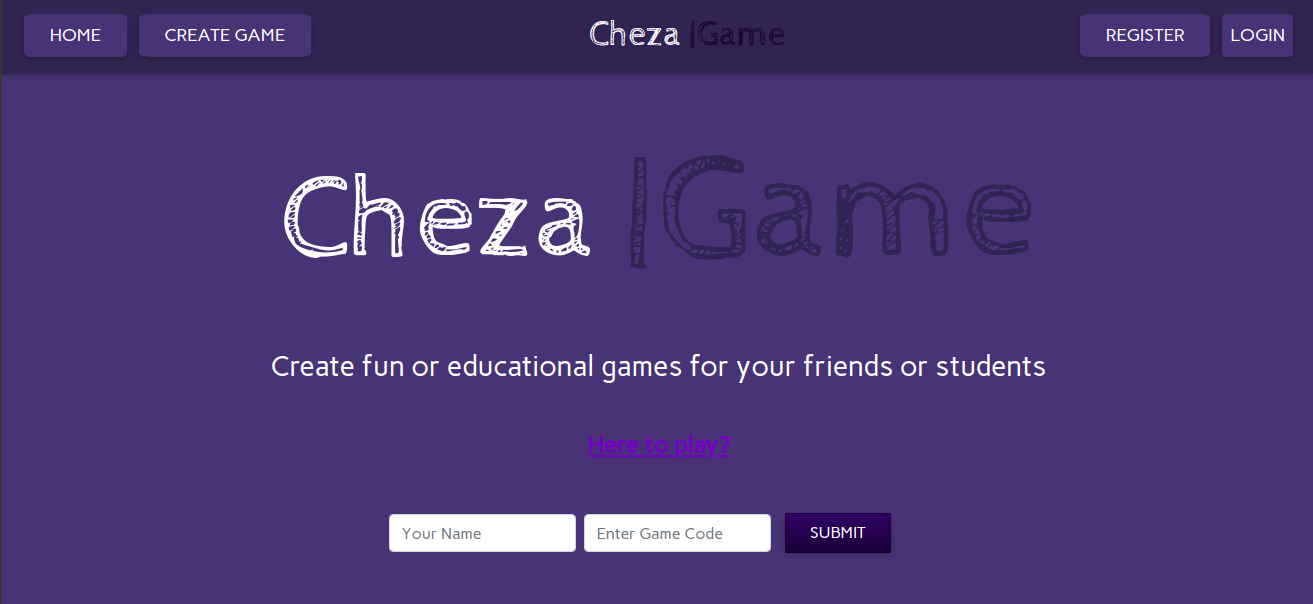 HOME CREATE GAME Cheza |Game REGISTER LOGIN
Cheza |Game
Create fun or educational games for your friends or students
Here to play?
Your Name Enter Game Code SUBMIT